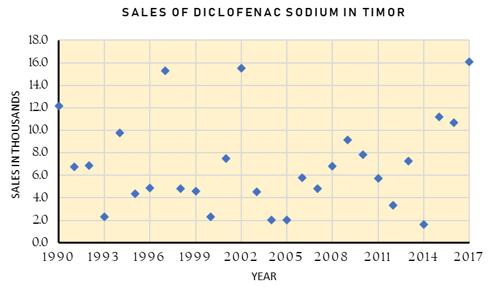 SALES OF DICLOFENAC SODIUM IN TIMOR
18.0
16.0
14.0
12.0
10.0
8.0
6.0
4.0
2.0
0.0
SALES IN THOUSANDS
1990 1993 1996 1999 2002 2005 2008 2011 2014 2017
YEAR